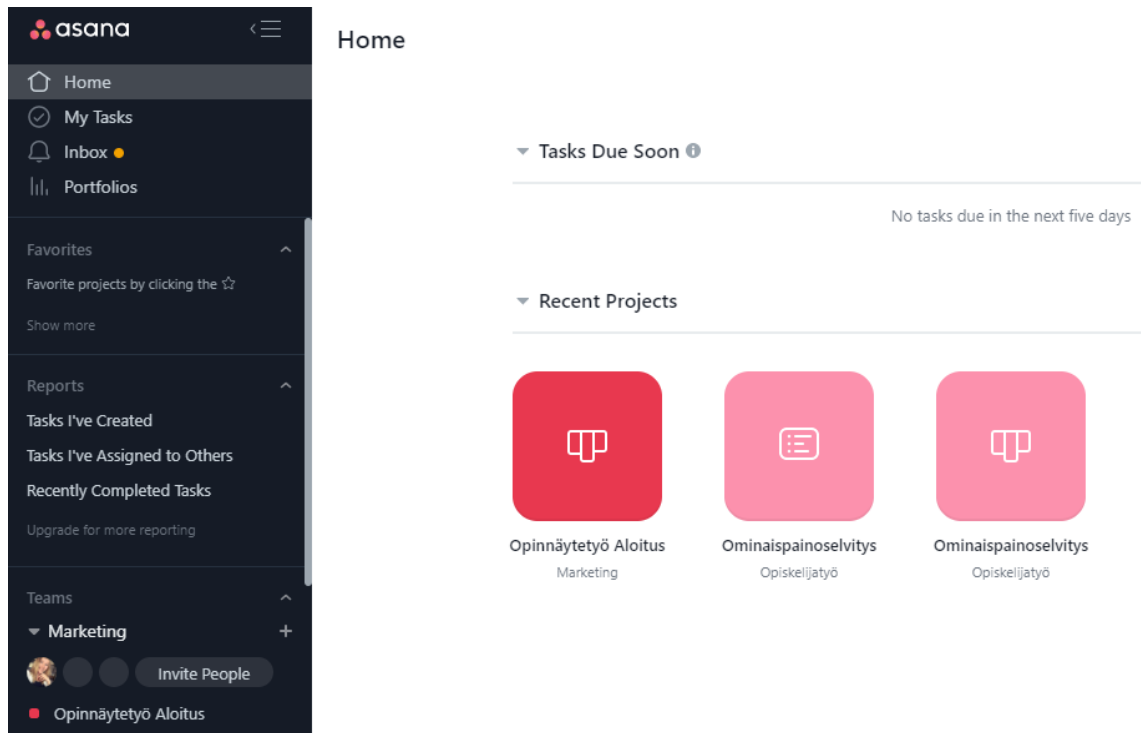 asana
Home
My Tasks
Inbox
Portfolios
Favorites
Favorite projects by clicking the
Show more
Reports
Tasks I've Created
Tasks I've Assigned to Others
Recently Completed Tasks
Upgrade for more reporting
Teams
Marketing
Invite People
Opinnäytetyö Aloitus
Home
Tasks Due Soon
No tasks due in the next five days
Recent Projects
Opinnäytetyö Aloitus
Marketing
Ominaispainoselvitys
Opiskelijatyö
Ominaispainoselvitys
Opiskelijatyö